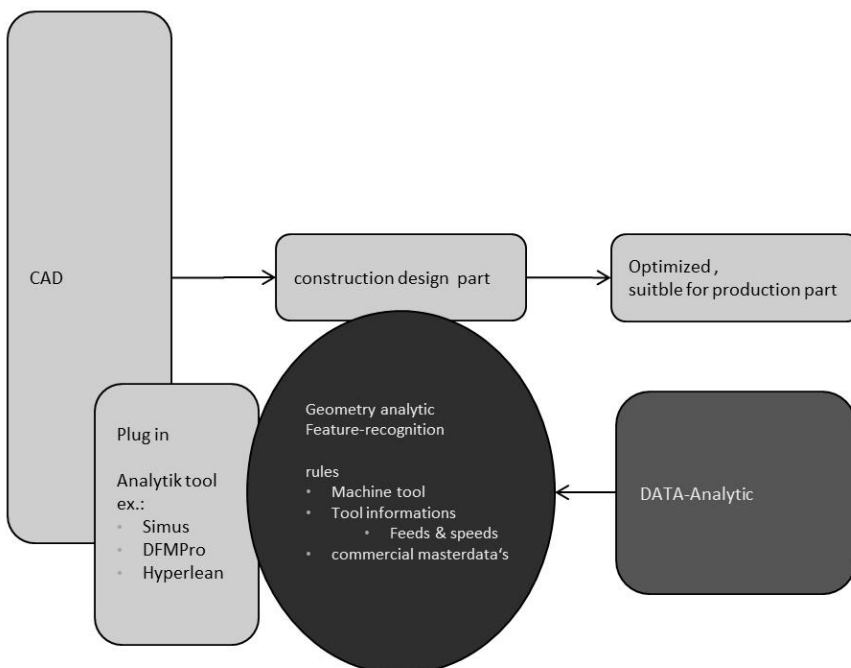 CAD
construction design part
Optimized ,
suitble for production part
Plug in
Analytik tool
ex.:
• Simus
• DFMPro
• Hyperlean
Geometry analytic
Feature-recognition
rules
• Machine tool
• Tool informations
• Feeds & speeds
• commercial masterdata‘s
DATA-Analytic